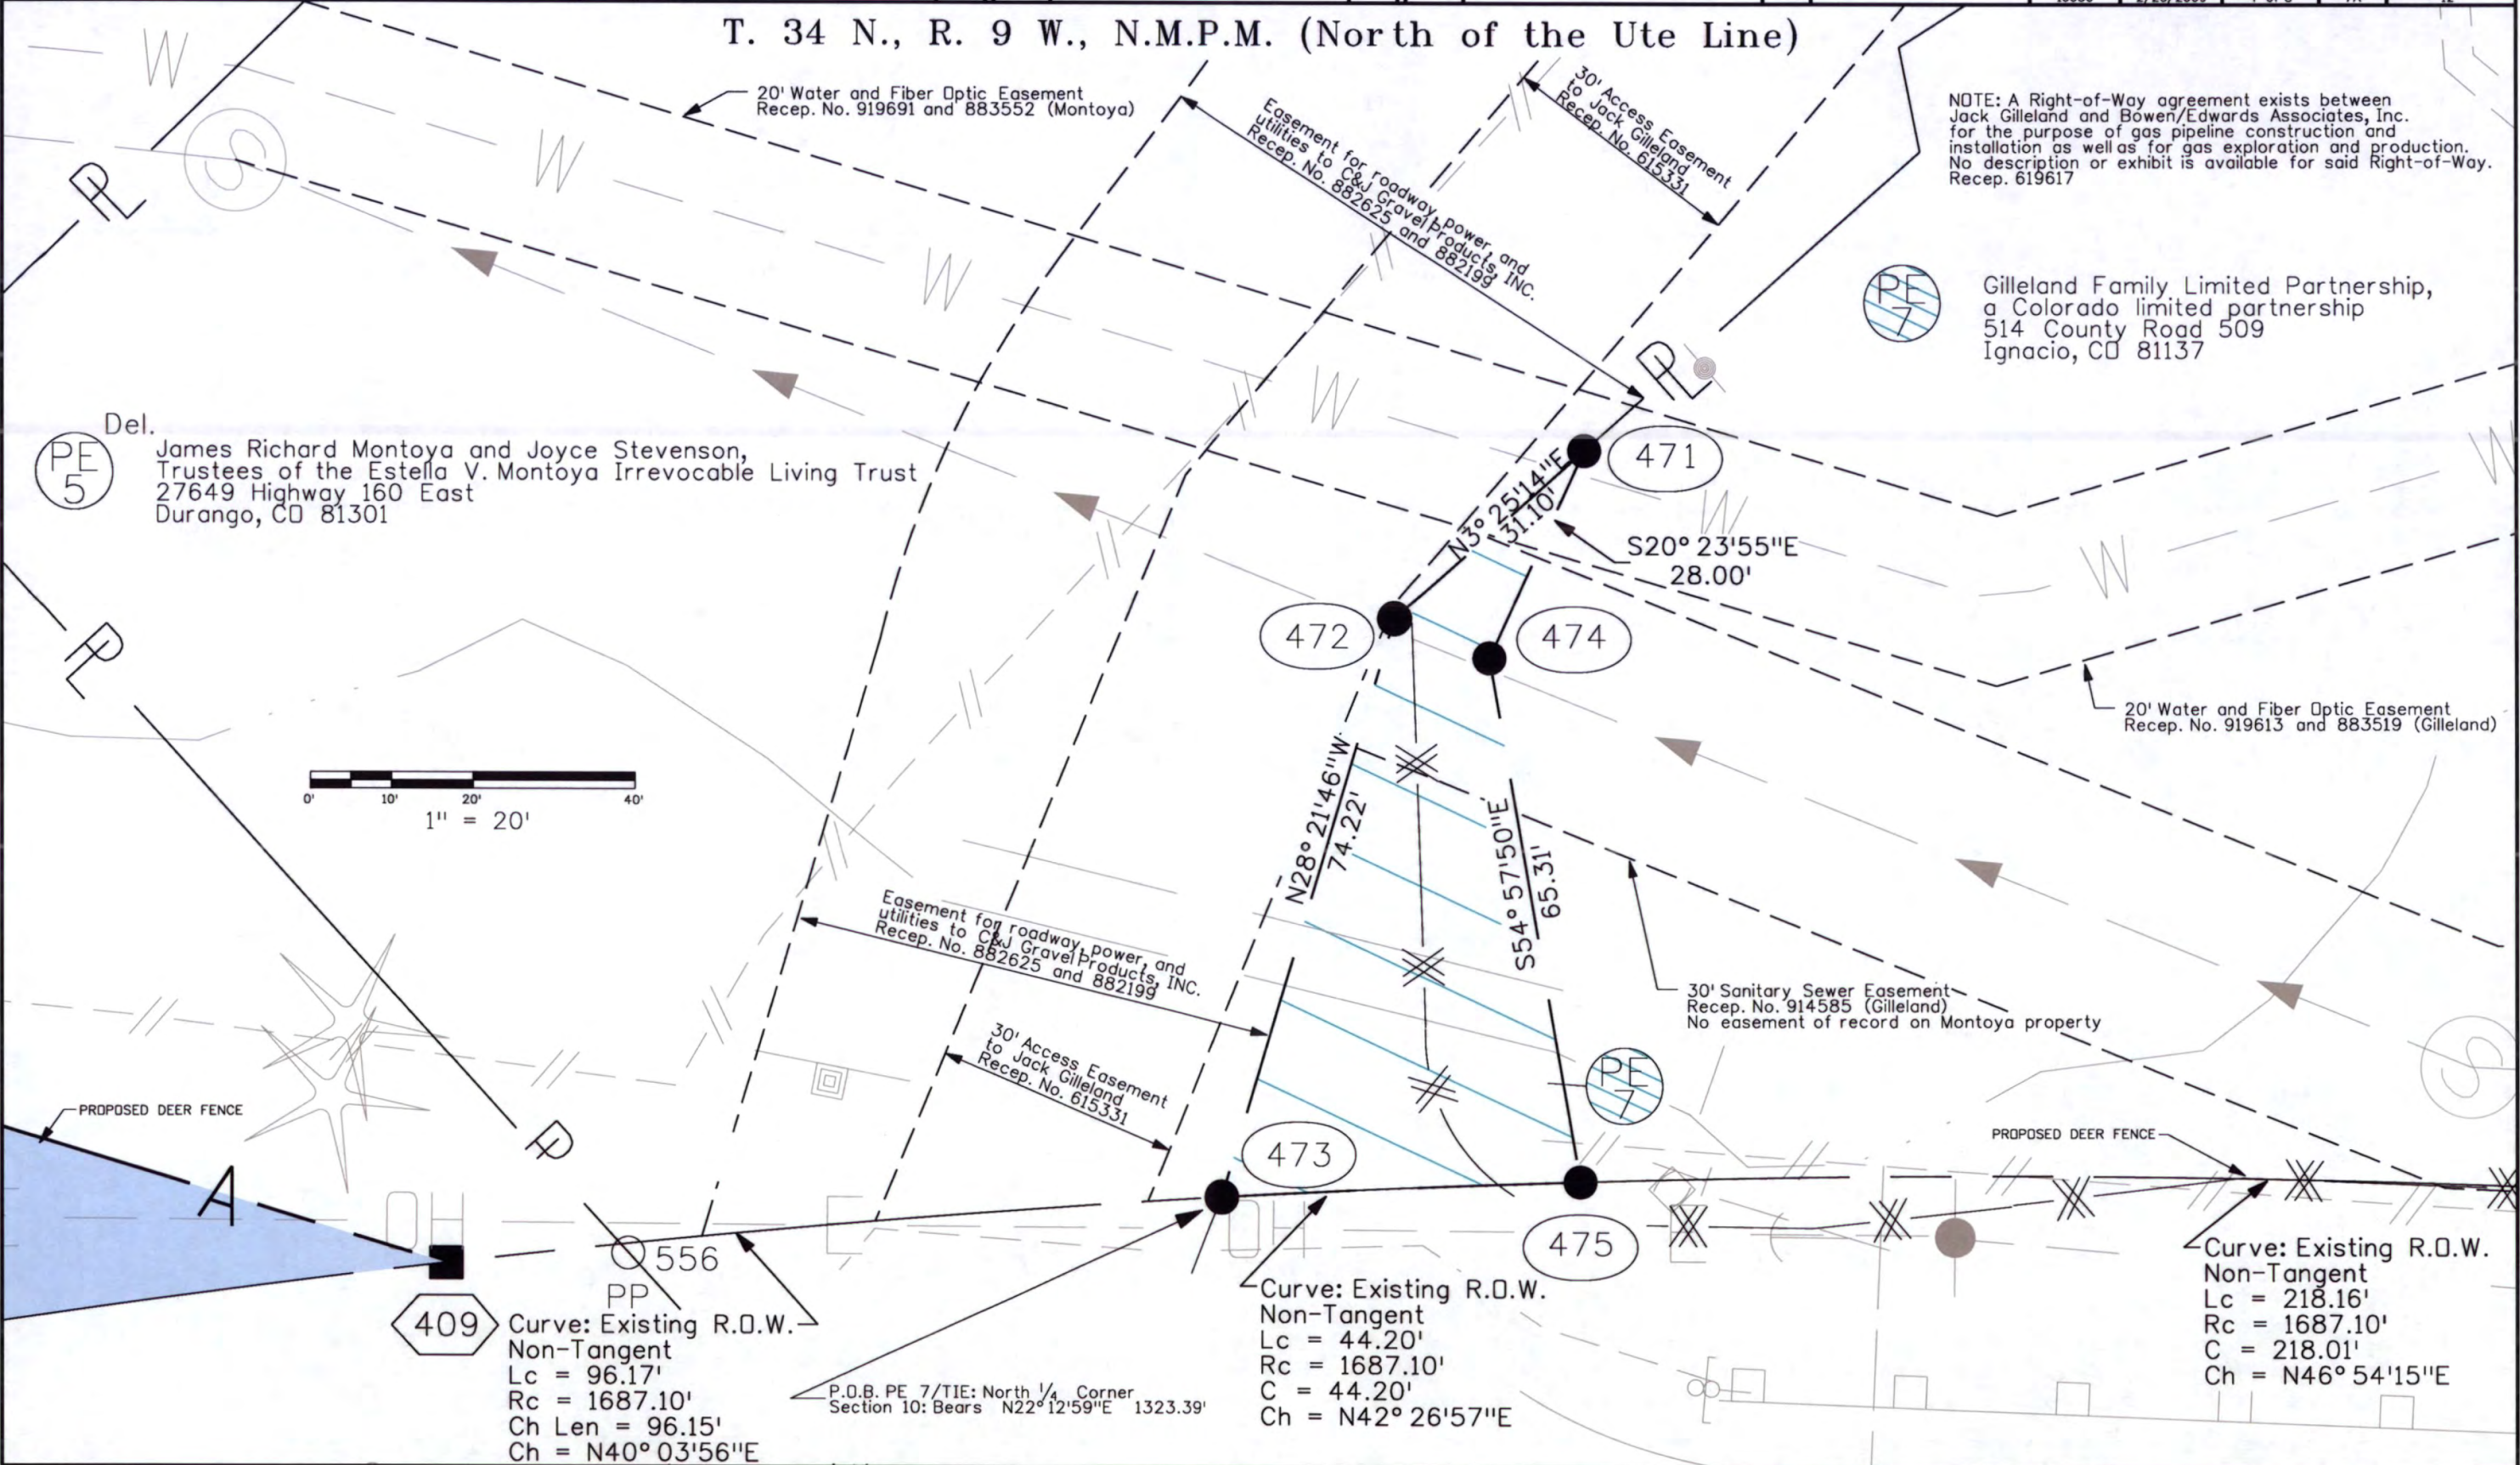 T. 34 N., R. 9 W., N.M.P.M. (North of the Ute Line)
20' Water and Fiber Optic Easement
Recep. No. 919691 and 883552 (Montoya)
Easement for roadway, power, and
utilities to C&J Gravel Products, INC.
Recep. No. 882625 and 882199
30' Access Easement
to Jack Gilleland
Recep. No. 615331
NOTE: A Right-of-Way agreement exists between
Jack Gilleland and Bowen/Edwards Associates, Inc.
for the purpose of gas pipeline construction and
installation as well as for gas exploration and production.
No description or exhibit is available for said Right-of-Way.
Recep. 619617
PE
7
Gilleland Family Limited Partnership,
a Colorado limited partnership
514 County Road 509
Ignacio, CO 81137
W
W
W
W
W
W
W
S
PL
PL
Del.
PE
5
James Richard Montoya and Joyce Stevenson,
Trustees of the Estella V. Montoya Irrevocable Living Trust
27649 Highway 160 East
Durango, CO 81301
471
N3° 25'14"E
31.10'
S20° 23'55"E
28.00'
472
474
PL
20' Water and Fiber Optic Easement
Recep. No. 919613 and 883519 (Gilleland)
0' 10' 20' 40'
1" = 20'
N28° 21'46"W
74.22'
S54° 57'50"E
65.31'
Easement for roadway, power, and
utilities to C&J Gravel Products, INC.
Recep. No. 882625 and 882199
30' Sanitary Sewer Easement
Recep. No. 914585 (Gilleland)
No easement of record on Montoya property
30' Access Easement
to Jack Gilleland
Recep. No. 615331
PE
7
S
PROPOSED DEER FENCE
PROPOSED DEER FENCE
A
473
OH
OH
475
556
PP
409
Curve: Existing R.O.W.
Non-Tangent
Lc = 96.17'
Rc = 1687.10'
Ch Len = 96.15'
Ch = N40° 03'56"E
P.O.B. PE 7/TIE: North 1/4 Corner
Section 10: Bears N22°12'59"E 1323.39'
Curve: Existing R.O.W.
Non-Tangent
Lc = 44.20'
Rc = 1687.10'
C = 44.20'
Ch = N42° 26'57"E
Curve: Existing R.O.W.
Non-Tangent
Lc = 218.16'
Rc = 1687.10'
C = 218.01'
Ch = N46° 54'15"E